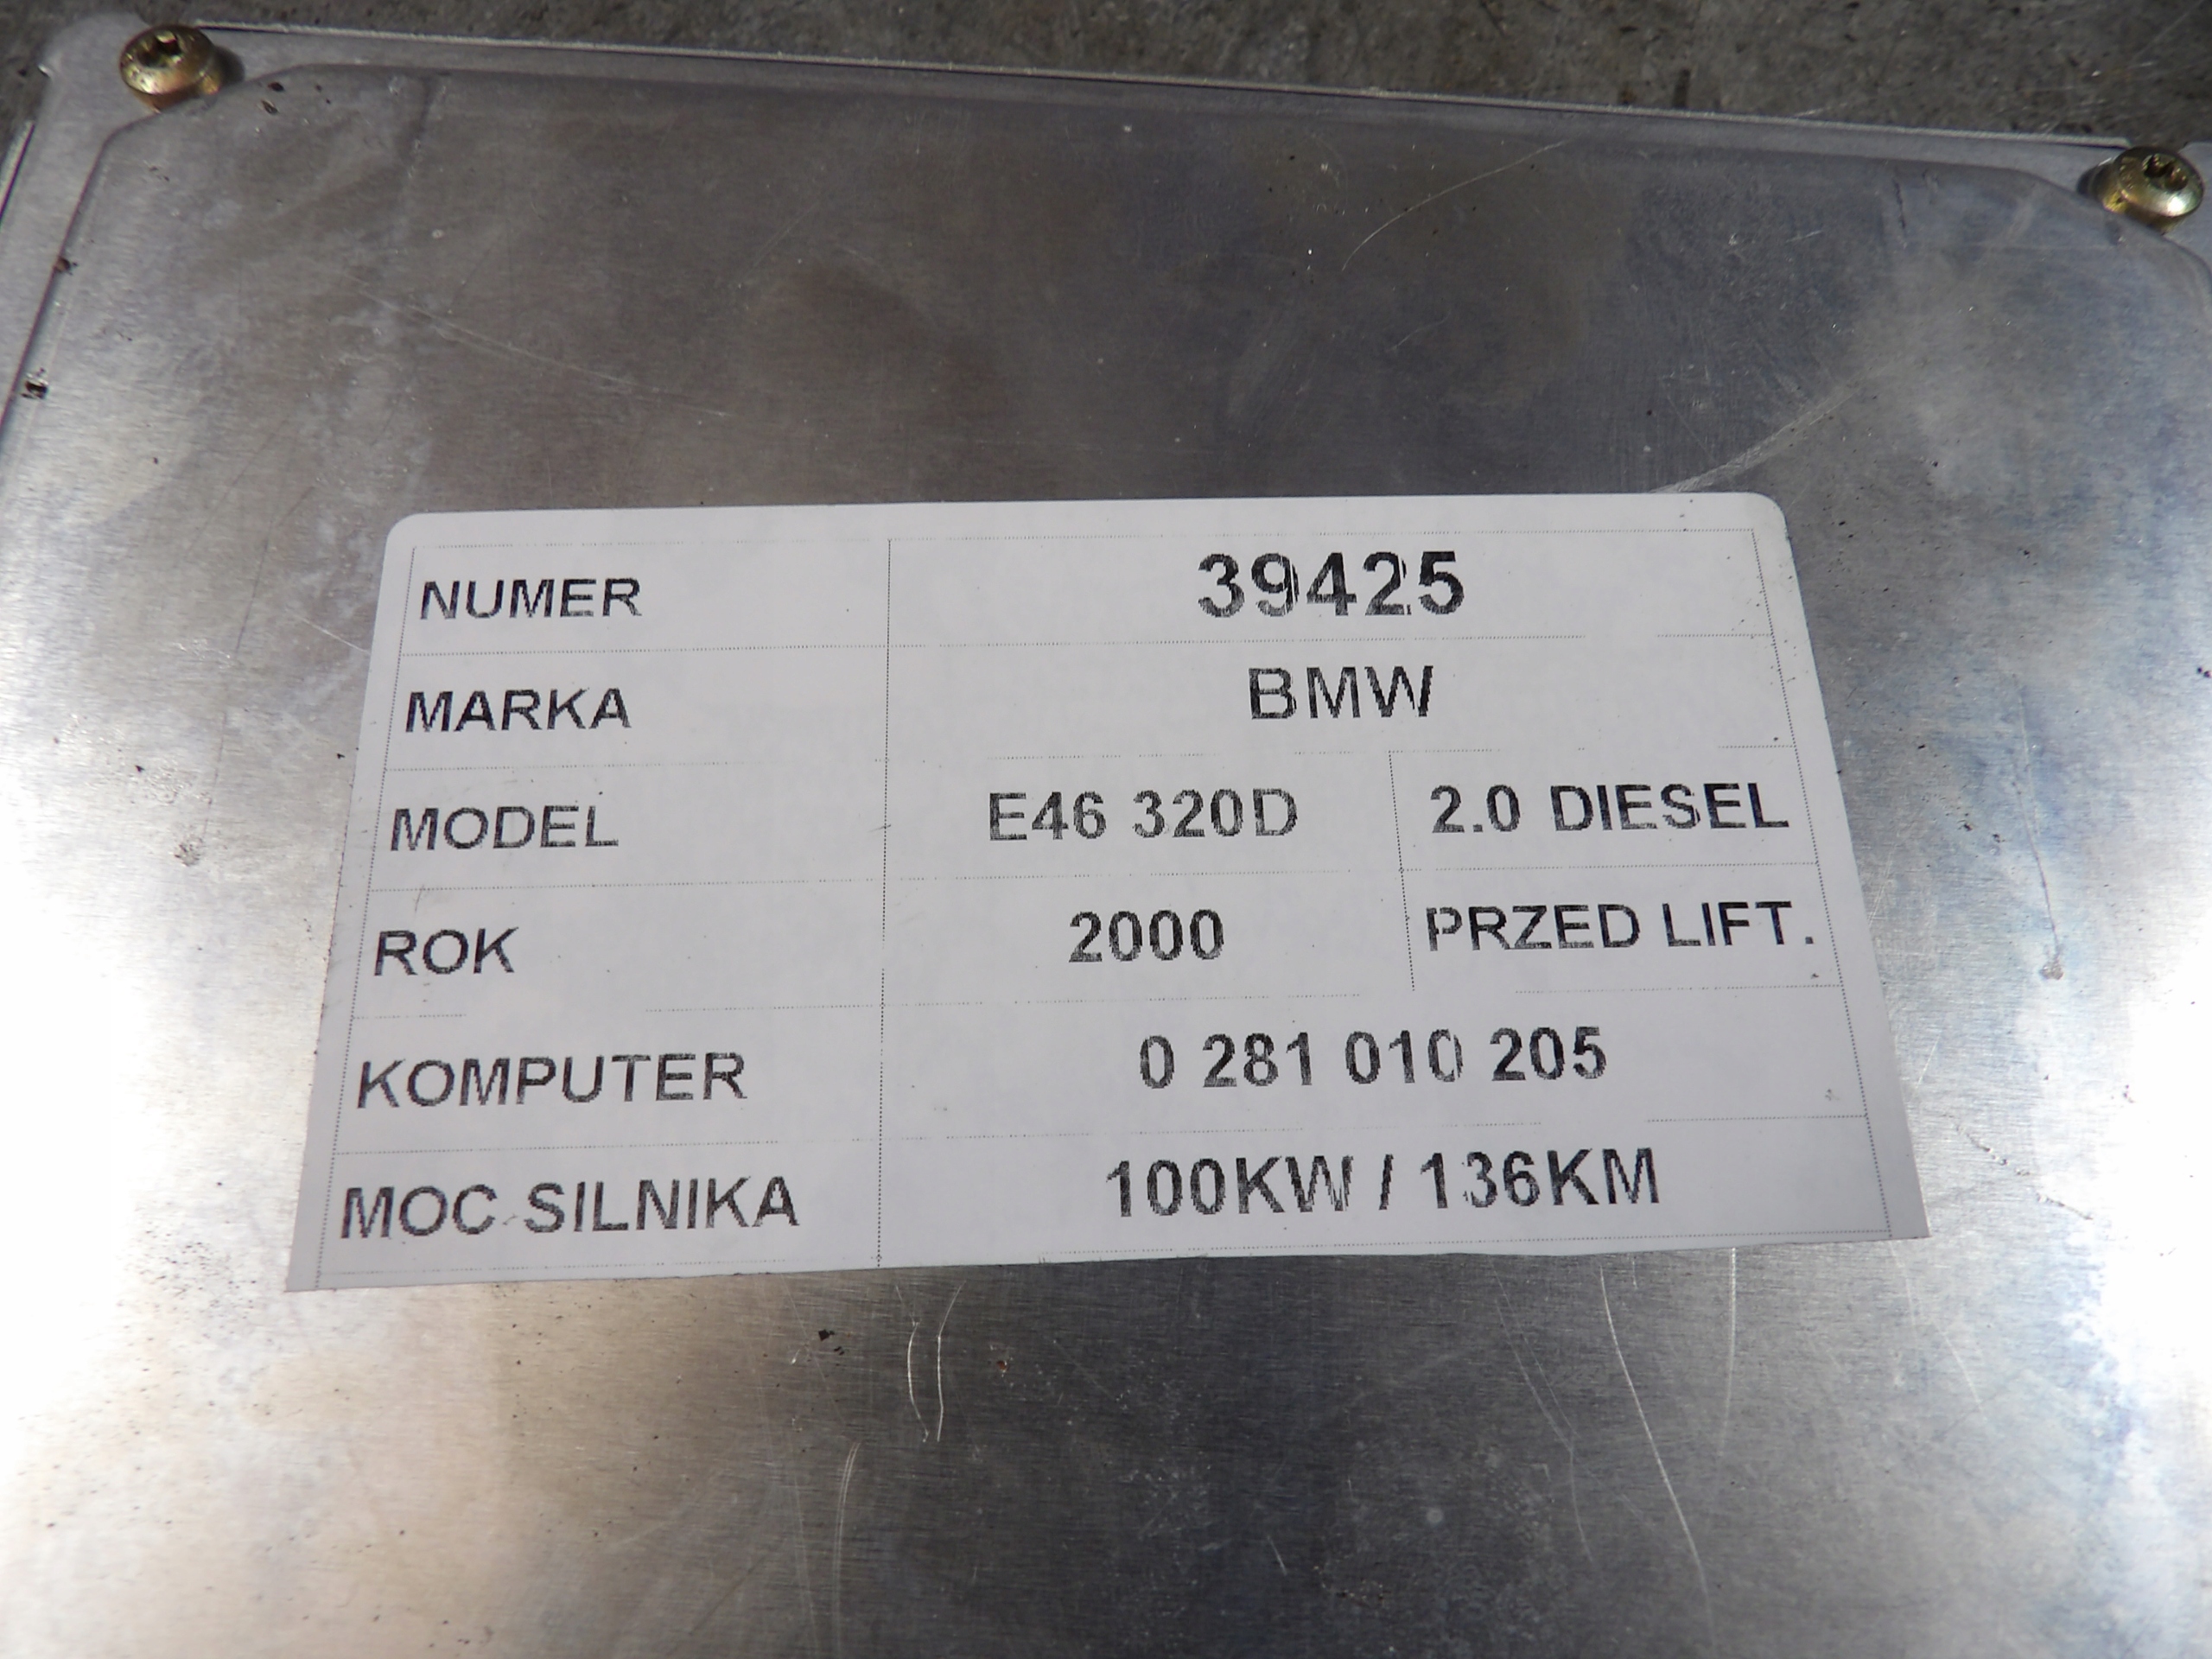 NUMER 39425
MARKA BMW
MODEL E46 320D 2.0 DIESEL
ROK 2000 PRZED LIFT.
KOMPUTER 0 281 010 205
MOC SILNIKA 100KW / 136KM